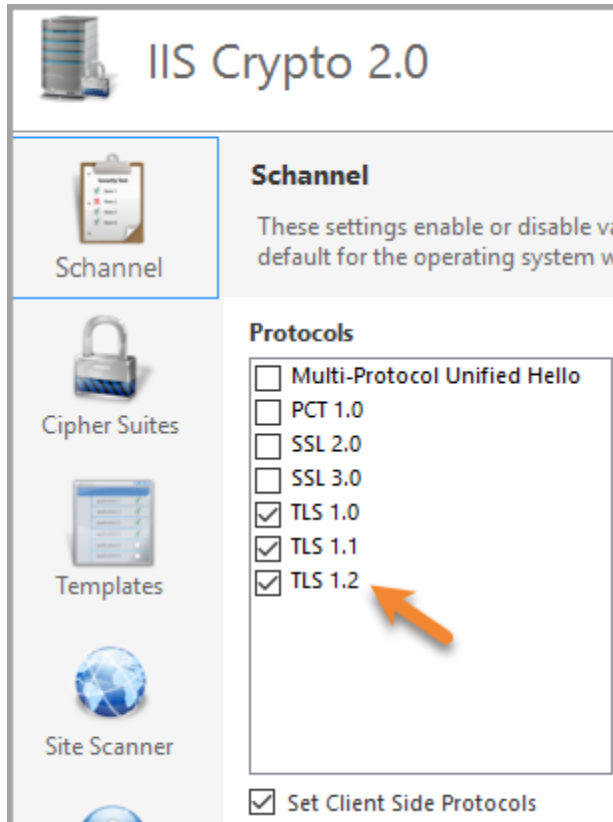 IIS Crypto 2.0
Schannel
Cipher Suites
Templates
Site Scanner
Schannel
These settings enable or disable
default for the operating system
Protocols
Multi-Protocol Unified Hello
PCT 1.0
SSL 2.0
SSL 3.0
TLS 1.0
TLS 1.1
TLS 1.2
Set Client Side Protocols